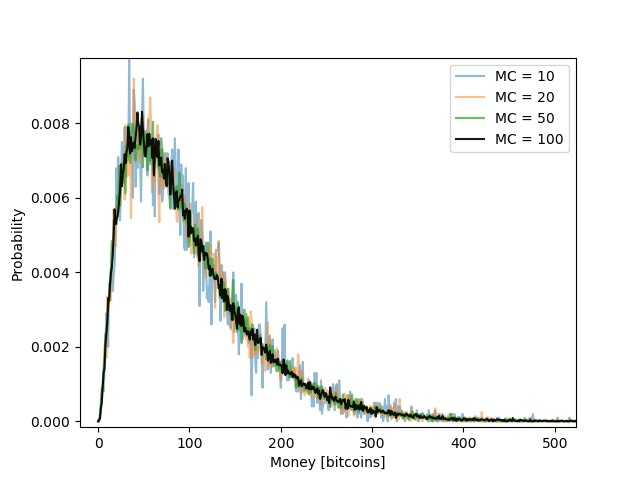 MC = 10
MC = 20
MC = 50
MC = 100
0.008
0.006
0.004
0.002
0.000
Probability
0
100
200
300
400
500
Money [bitcoins]